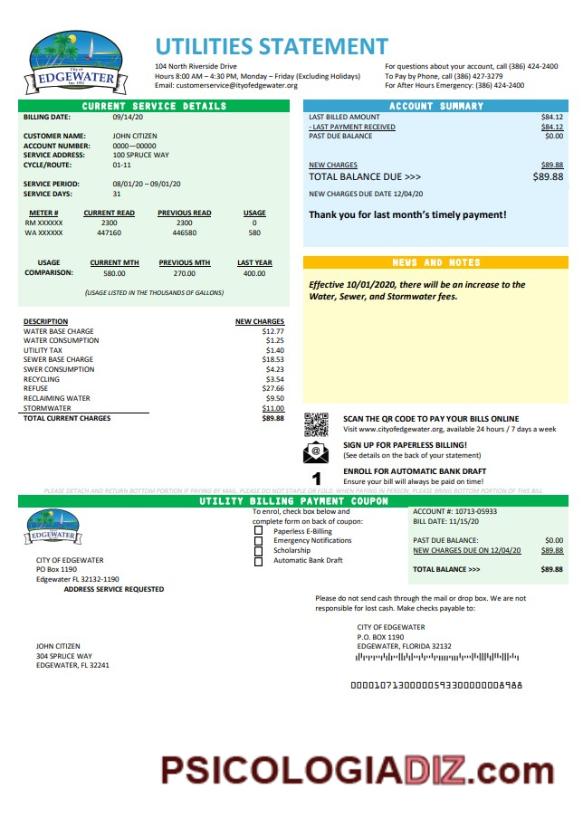 City of
EDGEWATER
UTILITIES STATEMENT
104 North Riverside Drive
Hours 8:00 AM – 4:30 PM, Monday – Friday (Excluding Holidays)
Email: customerservice@cityofedgewater.org
For questions about your account, call (386) 424-2400
To Pay by Phone, call (386) 427-3279
For After Hours Emergency: (386) 424-2400
CURRENT SERVICE DETAILS
BILLING DATE: 09/14/20
CUSTOMER NAME: JOHN CITIZEN
ACCOUNT NUMBER: 0000—00000
SERVICE ADDRESS: 100 SPRUCE WAY
CYCLE/ROUTE: 01-11
SERVICE PERIOD: 08/01/20 – 09/01/20
SERVICE DAYS: 31
METER # CURRENT READ PREVIOUS READ USAGE
RM XXXXXX 2300 2300 0
WA XXXXXX 447160 446580 580
USAGE CURRENT MTH PREVIOUS MTH LAST YEAR
COMPARISON: 580.00 270.00 400.00
(USAGE LISTED IN THE THOUSANDS OF GALLONS)
DESCRIPTION NEW CHARGES
WATER BASE CHARGE $12.77
WATER CONSUMPTION $1.25
UTILITY TAX $1.40
SEWER BASE CHARGE $18.53
SWER CONSUMPTION $4.23
RECYCLING $3.54
REFUSE $27.66
RECLAIMING WATER $9.50
STORMWATER $11.00
TOTAL CURRENT CHARGES $89.88
ACCOUNT SUMMARY
LAST BILLED AMOUNT $84.12
- LAST PAYMENT RECEIVED $84.12
PAST DUE BALANCE $0.00
NEW CHARGES $89.88
TOTAL BALANCE DUE >>> $89.88
NEW CHARGES DUE DATE 12/04/20
Thank you for last month's timely payment!
NEWS AND NOTES
Effective 10/01/2020, there will be an increase to the
Water, Sewer, and Stormwater fees.
SCAN THE QR CODE TO PAY YOUR BILLS ONLINE
Visit www.cityofedgewater.org, available 24 hours / 7 days a week
SIGN UP FOR PAPERLESS BILLING!
(See details on the back of your statement)
1 ENROLL FOR AUTOMATIC BANK DRAFT
Ensure your bill will always be paid on time!
PLEASE DETACH AND RETURN BOTTOM PORTION IF PAYING BY MAIL. PLEASE DO NOT STAPLE OR FOLD. WHEN PAYING IN PERSON, PLEASE BRING BOTTOM PORTION OF THIS BILL
UTILITY BILLING PAYMENT COUPON
EDGEWATER
To enrol, check box below and
complete form on back of coupon:
Paperless E-Billing
Emergency Notifications
Scholarship
Automatic Bank Draft
ACCOUNT #: 10713-05933
BILL DATE: 11/15/20
PAST DUE BALANCE: $0.00
NEW CHARGES DUE ON 12/04/20 $89.88
TOTAL BALANCE >>> $89.88
CITY OF EDGEWATER
PO Box 1190
Edgewater FL 32132-1190
ADDRESS SERVICE REQUESTED
Please do not send cash through the mail or drop box. We are not
responsible for lost cash. Make checks payable to:
CITY OF EDGEWATER
P.O. BOX 1190
EDGEWATER, FLORIDA 32132
JOHN CITIZEN
304 SPRUCE WAY
EDGEWATER, FL 32241
PSICOLOGIADIZ.com